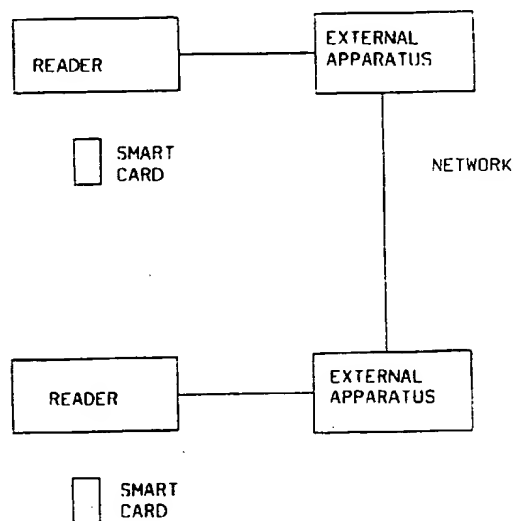 READER
EXTERNAL
APPARATUS
SMART
CARD
NETWORK
READER
EXTERNAL
APPARATUS
SMART
CARD